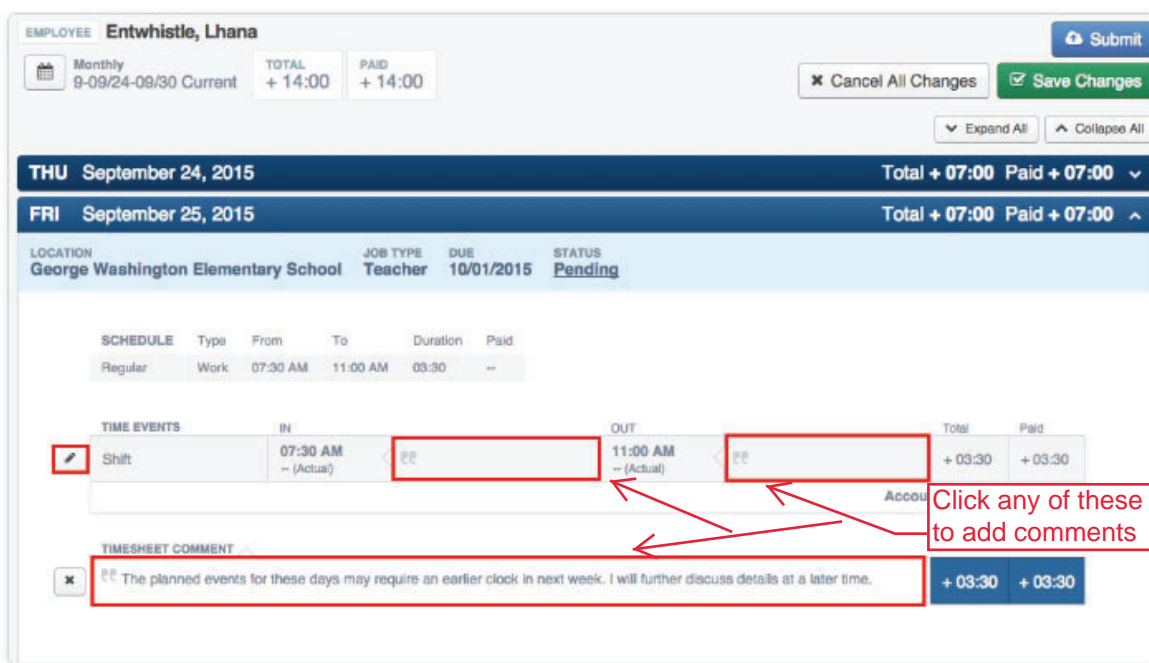 EMPLOYEE Entwhistle, Lhana
Submit
Monthly
9-09/24-09/30 Current
TOTAL
+ 14:00
PAID
+ 14:00
Cancel All Changes
Save Changes
Expand All
Collapse All
THU September 24, 2015 Total + 07:00 Paid + 07:00
FRI September 25, 2015 Total + 07:00 Paid + 07:00
LOCATION JOB TYPE DUE STATUS
George Washington Elementary School Teacher 10/01/2015 Pending
SCHEDULE Type From To Duration Paid
Regular Work 07:30 AM 11:00 AM 03:30 --
TIME EVENTS IN OUT Total Paid
Shift 07:30 AM 11:00 AM + 03:30 + 03:30
-- (Actual) -- (Actual)
Accou
Click any of these
to add comments
TIMESHEET COMMENT
The planned events for these days may require an earlier clock in next week. I will further discuss details at a later time. + 03:30 + 03:30